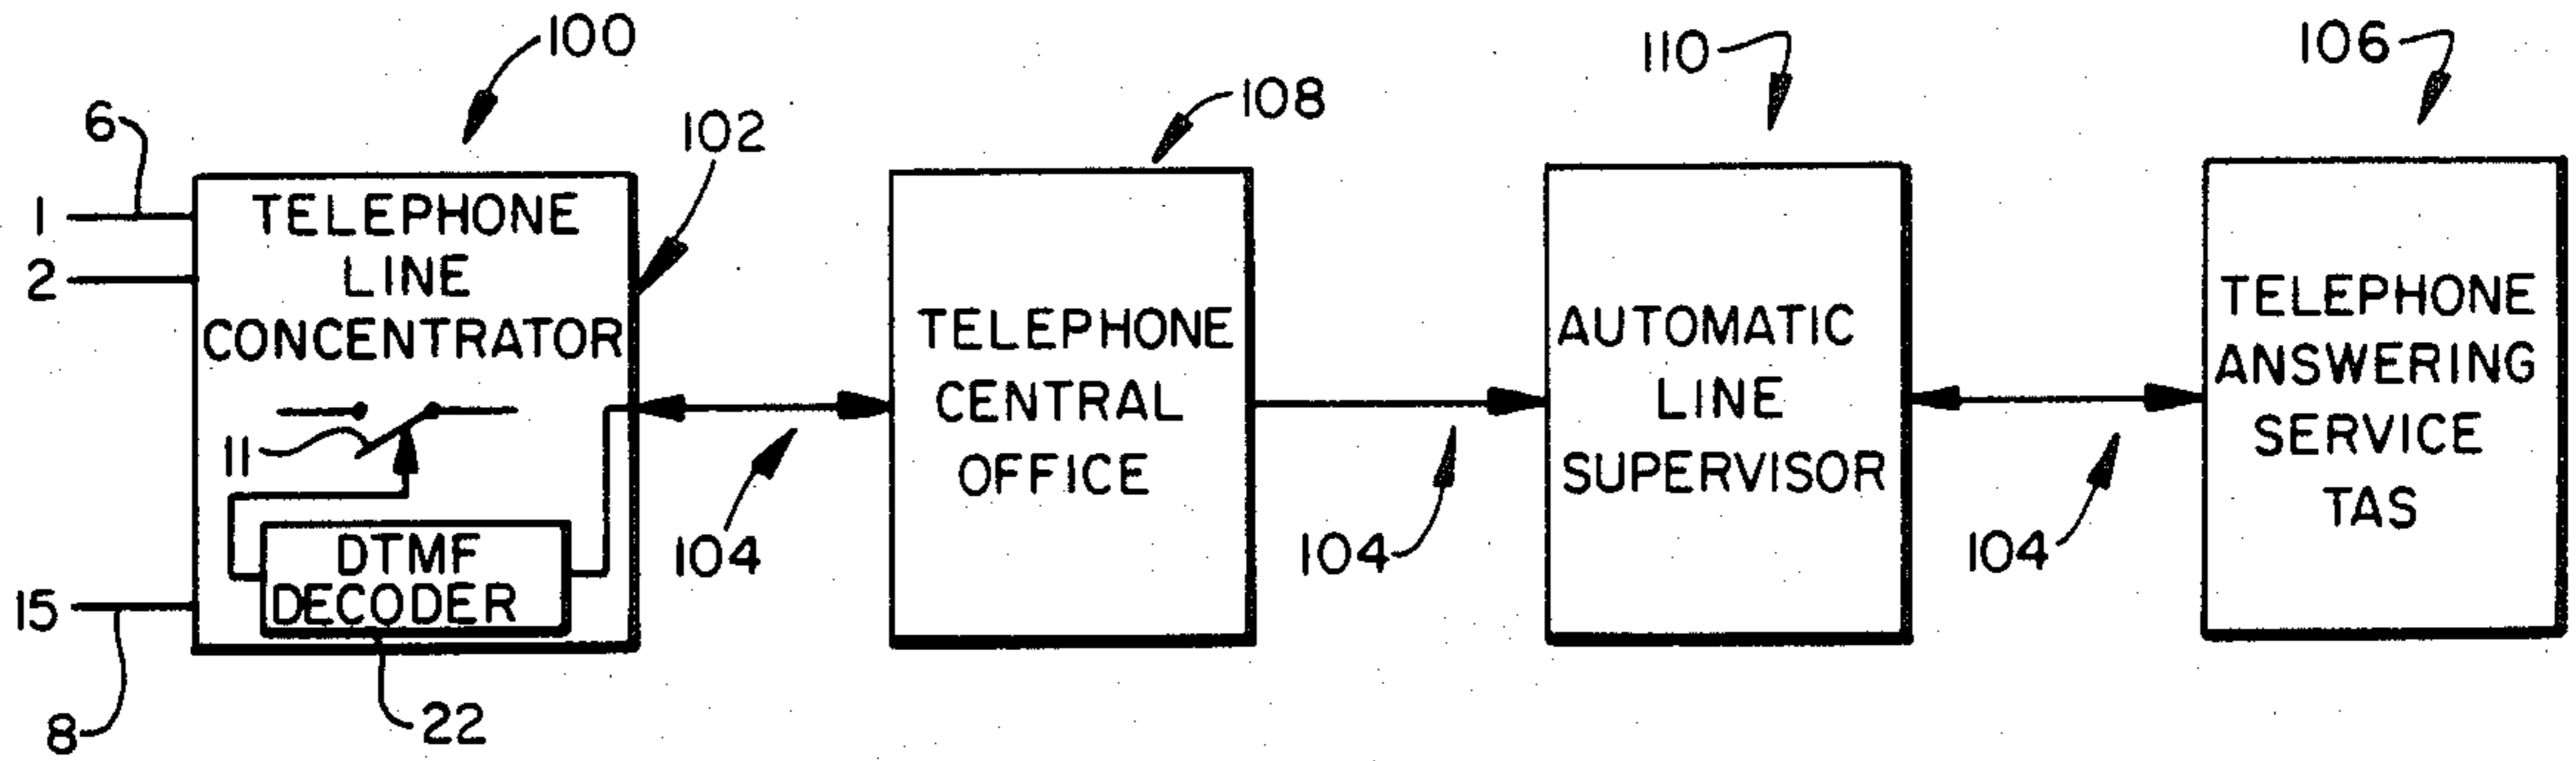 100
110
106
6
102
108
1
2
TELEPHONE
LINE
CONCENTRATOR
11
DTMF
DECODER
15
8
22
104
TELEPHONE
CENTRAL
OFFICE
104
AUTOMATIC
LINE
SUPERVISOR
104
TELEPHONE
ANSWERING
SERVICE
TAS